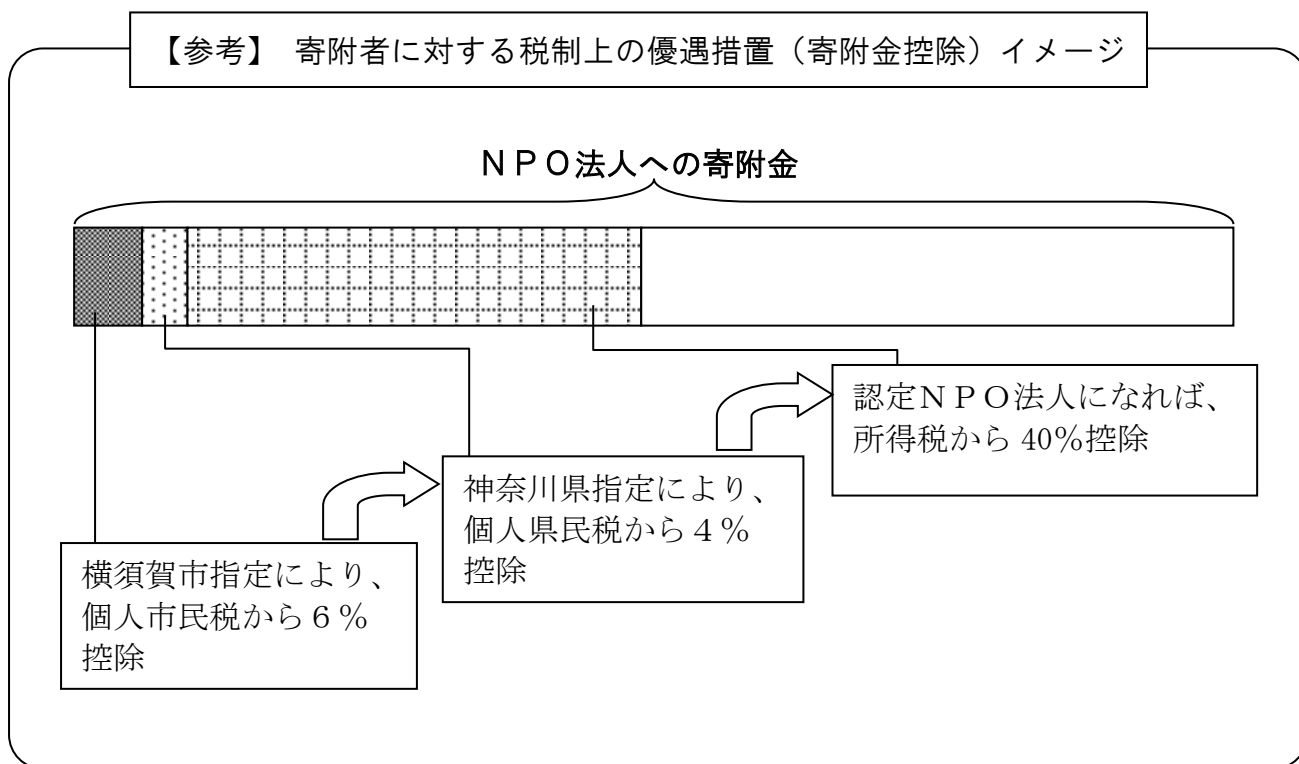 【参考】 寄附者に対する税制上の優遇措置（寄附金控除）イメージ
ＮＰＯ法人への寄附金
認定ＮＰＯ法人になれば、
所得税から 40％控除
神奈川県指定により、
個人県民税から４％
控除
横須賀市指定により、
個人市民税から６％
控除